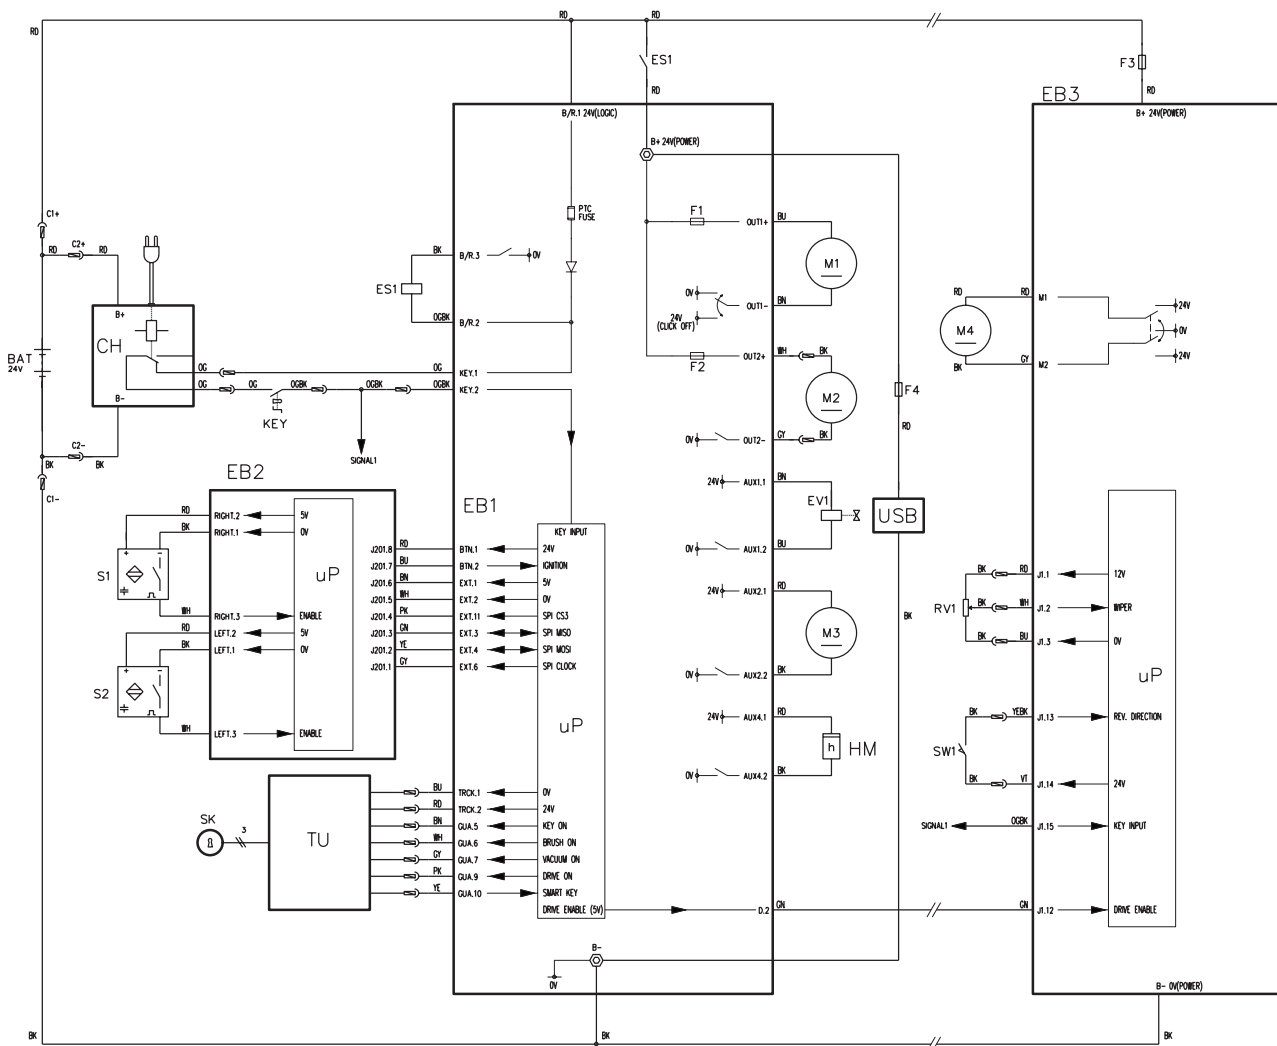 RD
RD
RD
RD
ES1
F3
RD
RD
EB3
B/R.1 24V(LOGIC)
B+ 24V(POWER)
B+ 24V(POWER)
C1+
C2+
RD
RD
PTC
FUSE
F1
OUT1+
BU
M1
BK
B/R.3
0V
ES1
OGBK
B/R.2
0V
OUT1-
BN
24V
(CLICK OFF)
RD
RD
M1
24V
M4
0V
BK
GY
M2
24V
B+
CH
BAT
24V
B-
OG
OG
KEY.1
OG
OG
OGBK
OGBK
OGBK
KEY.2
KEY
SIGNAL1
F2
OUT2+
WH
BK
M2
F4
RD
0V
OUT2-
GY
BK
C2-
BK
BK
C1-
EB2
EB1
24V
AUX1.1
BN
EV1
USB
0V
AUX1.2
BU
RD
RIGHT.2
5V
BK
RIGHT.1
0V
S1
uP
WH
RIGHT.3
ENABLE
RD
LEFT.2
5V
BK
LEFT.1
0V
S2
WH
LEFT.3
ENABLE
KEY INPUT
J201.8
RD
BTN.1
24V
J201.7
BU
BTN.2
IGNITION
J201.6
BN
EXT.1
5V
J201.5
WH
EXT.2
0V
J201.4
PK
EXT.11
SPI CS3
J201.3
GN
EXT.3
SPI MISO
J201.2
YE
EXT.4
SPI MOSI
J201.1
GY
EXT.6
SPI CLOCK
uP
24V
AUX2.1
RD
M3
BK
0V
AUX2.2
BK
24V
AUX4.1
RD
h
HM
0V
AUX4.2
BK
BK
RD
J1.1
12V
RV1
BK
WH
J1.2
WIPER
BK
BU
J1.3
0V
uP
BK
YEBK
J1.13
REV. DIRECTION
SW1
BK
VT
J1.14
24V
SIGNAL1
OGBK
J1.15
KEY INPUT
SK
3
TU
BU
TRCK.1
0V
RD
TRCK.2
24V
BN
GUA.5
KEY ON
WH
GUA.6
BRUSH ON
GY
GUA.7
VACUUM ON
PK
GUA.9
DRIVE ON
YE
GUA.10
SMART KEY
DRIVE ENABLE (5V)
D.2
GN
GN
J1.12
DRIVE ENABLE
B-
0V
B- 0V(POWER)
BK
BK
BK